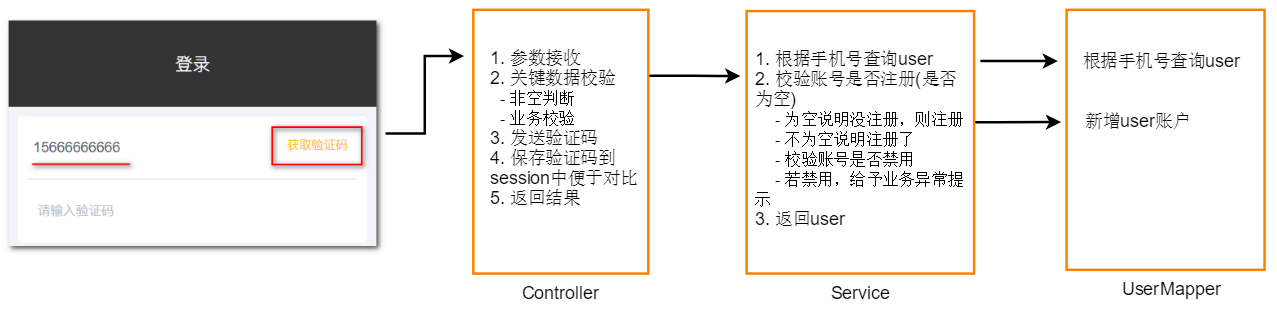 登录
15666666666
获取验证码
请输入验证码
1. 参数接收
2. 关键数据校验
- 非空判断
- 业务校验
3. 发送验证码
4. 保存验证码到
session中便于对比
5. 返回结果
Controller
1. 根据手机号查询user
2. 校验账号是否注册(是否
为空)
- 为空说明没注册，则注册
- 不为空说明注册了
- 校验账号是否禁用
- 若禁用，给予业务异常提
示
3. 返回user
Service
根据手机号查询user
新增user账户
UserMapper